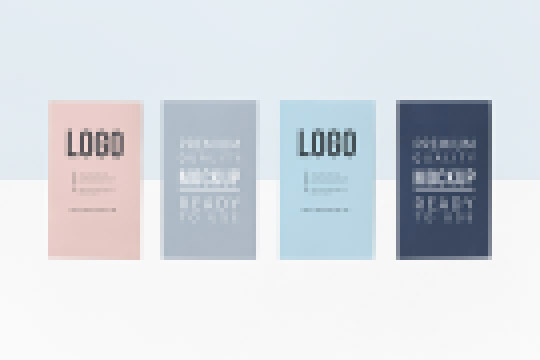 LOGO
PREMIUM
QUALITY
MOCKUP
READY
TO USE
LOGO
PREMIUM
QUALITY
MOCKUP
READY
TO USE